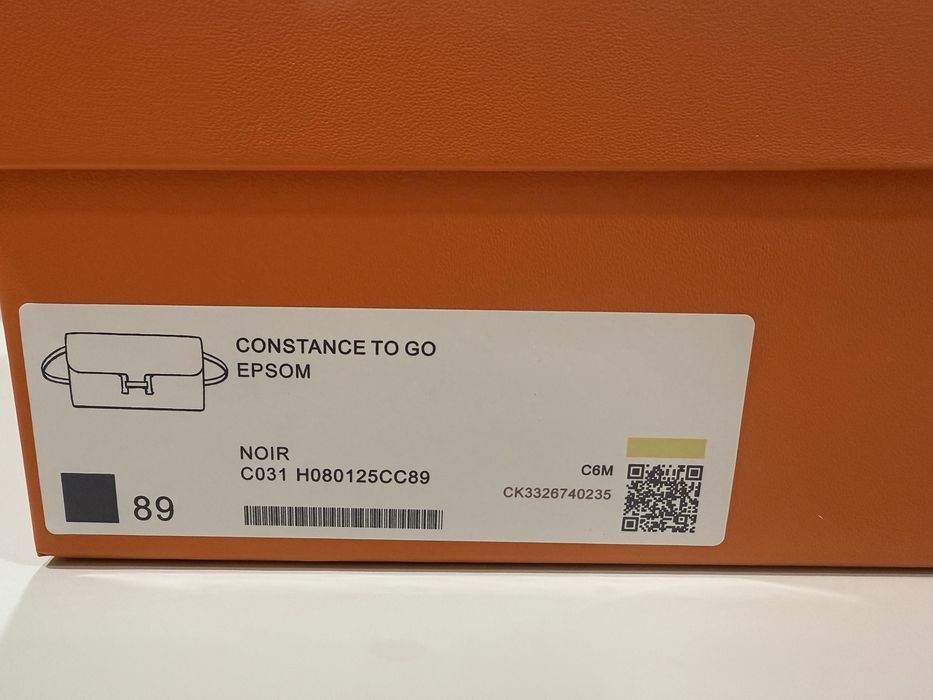 CONSTANCE TO GO
EPSOM
NOIR
C031 H080125CC89
89
C6M
CK3326740235